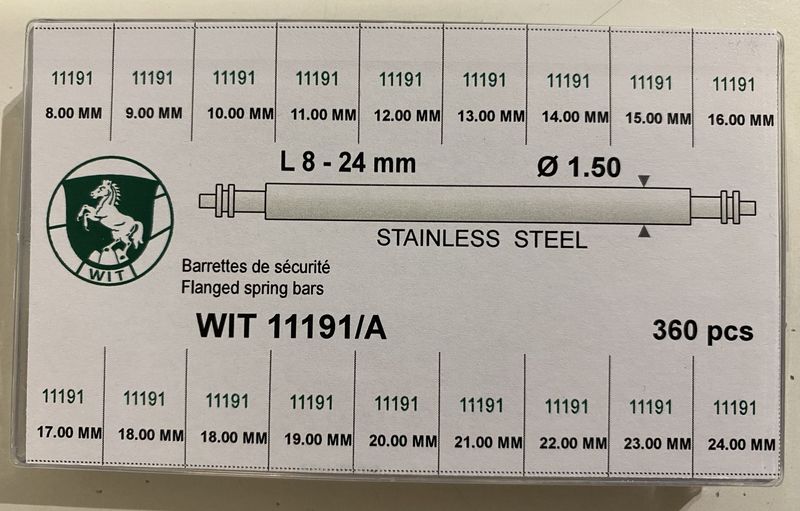 11191 11191 11191 11191 11191 11191 11191 11191 11191
8.00 MM 9.00 MM 10.00 MM 11.00 MM 12.00 MM 13.00 MM 14.00 MM 15.00 MM 16.00 MM
L 8 - 24 mm Ø 1.50
STAINLESS STEEL
WIT
Barrettes de sécurité
Flanged spring bars
WIT 11191/A 360 pcs
11191 11191 11191 11191 11191 11191 11191 11191 11191
17.00 MM 18.00 MM 18.00 MM 19.00 MM 20.00 MM 21.00 MM 22.00 MM 23.00 MM 24.00 MM